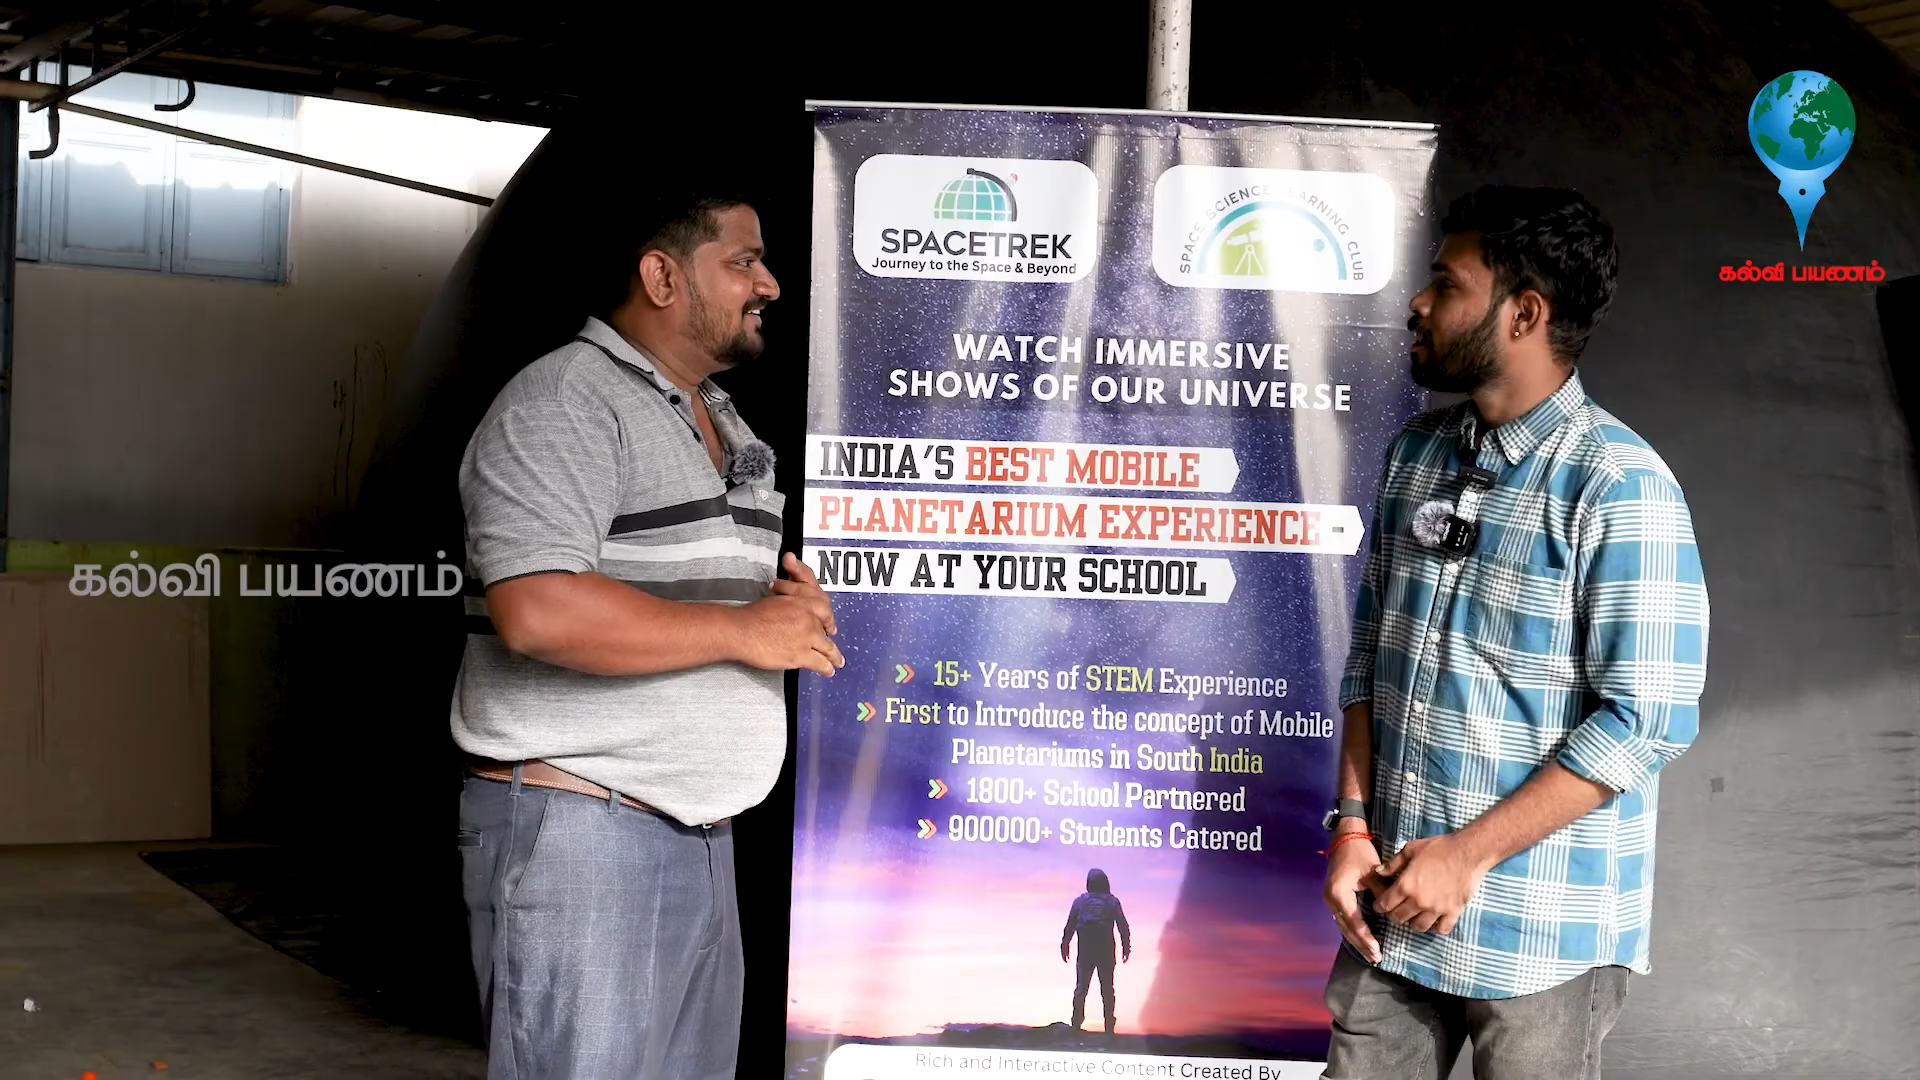 SPACETREK
Journey to the Space & Beyond
SPACE SCIENCE LEARNING CLUB
WATCH IMMERSIVE
SHOWS OF OUR UNIVERSE
INDIA'S BEST MOBILE
PLANETARIUM EXPERIENCE -
NOW AT YOUR SCHOOL
15+ Years of STEM Experience
First to Introduce the concept of Mobile
Planetariums in South India
1800+ School Partnered
900000+ Students Catered
Rich and Interactive Content Created By
கல்வி பயணம்
கல்வி பயணம்